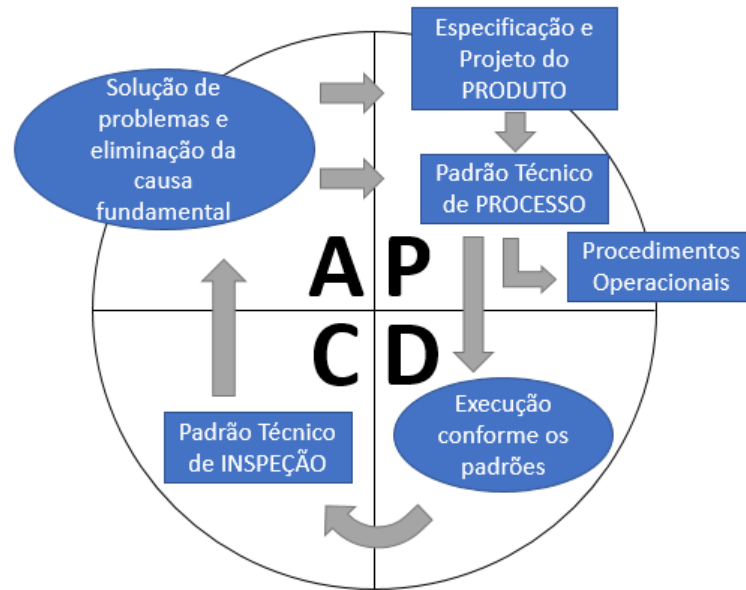 Especificação e
Projeto do
PRODUTO
Solução de
problemas e
eliminação da
causa
fundamental
Padrão Técnico
de PROCESSO
Procedimentos
Operacionais
A P
C D
Padrão Técnico
de INSPEÇÃO
Execução
conforme os
padrões